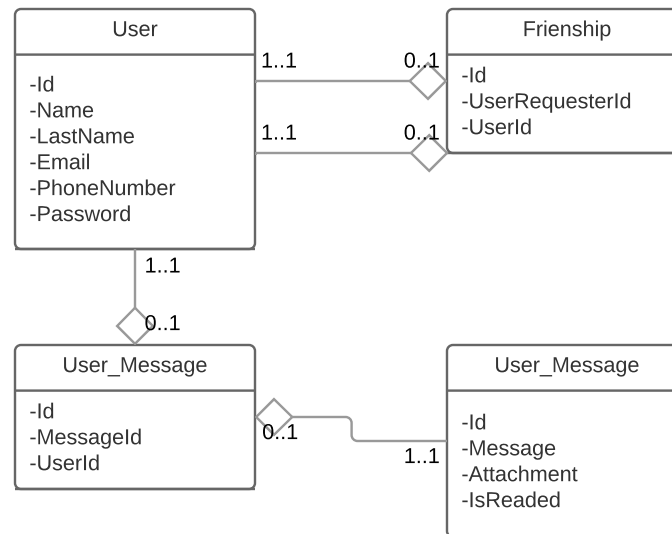 User
-Id
-Name
-LastName
-Email
-PhoneNumber
-Password
1..1
0..1
1..1
0..1
Frienship
-Id
-UserRequesterId
-UserId
1..1
0..1
User_Message
-Id
-MessageId
-UserId
0..1
1..1
User_Message
-Id
-Message
-Attachment
-IsReaded